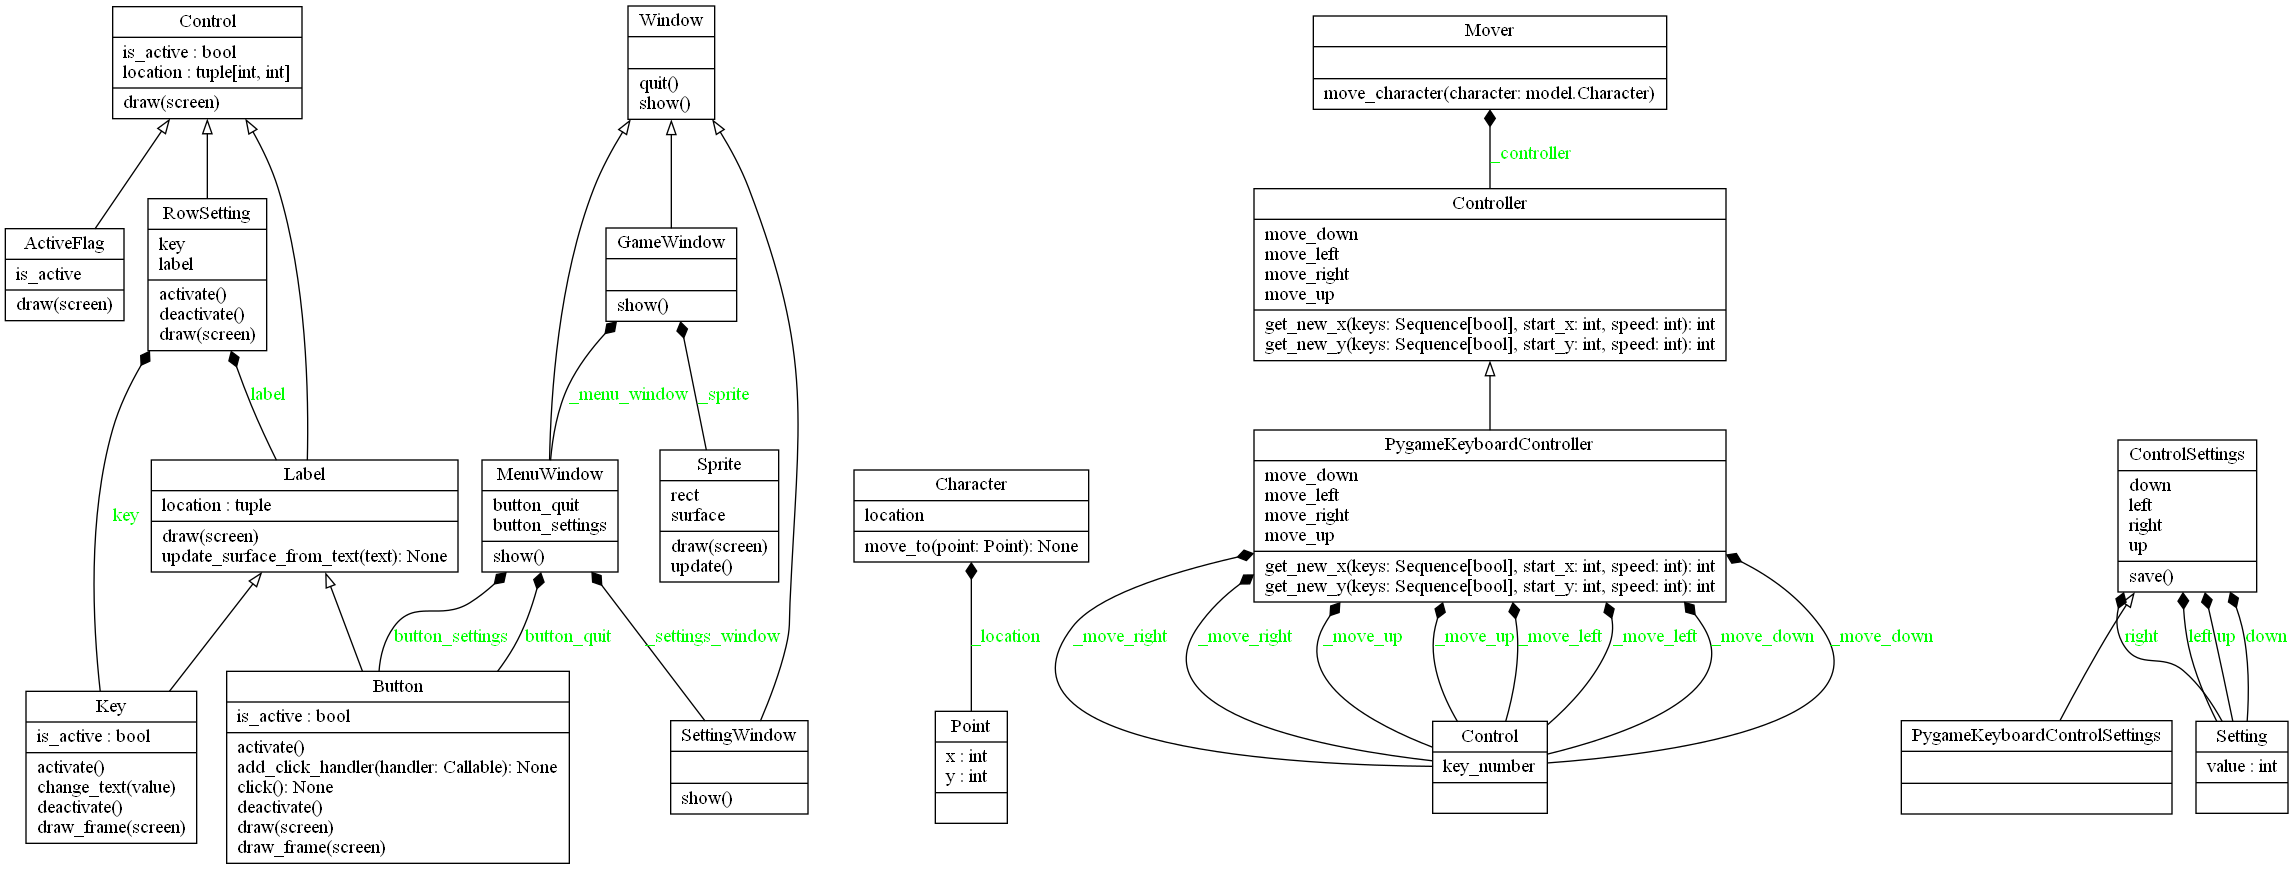 Control
is_active : bool
location : tuple[int, int]
draw(screen)
Window
quit()
show()
Mover
move_character(character: model.Character)
_controller
ActiveFlag
is_active
draw(screen)
RowSetting
key
label
activate()
deactivate()
draw(screen)
GameWindow
show()
Controller
move_down
move_left
move_right
move_up
get_new_x(keys: Sequence[bool], start_x: int, speed: int): int
get_new_y(keys: Sequence[bool], start_y: int, speed: int): int
label
_menu_window
_sprite
key
Label
location : tuple
draw(screen)
update_surface_from_text(text): None
MenuWindow
button_quit
button_settings
show()
Sprite
rect
surface
draw(screen)
update()
Character
location
move_to(point: Point): None
PygameKeyboardController
move_down
move_left
move_right
move_up
get_new_x(keys: Sequence[bool], start_x: int, speed: int): int
get_new_y(keys: Sequence[bool], start_y: int, speed: int): int
ControlSettings
down
left
right
up
save()
button_settings
button_quit
_settings_window
_location
_move_right
_move_right
_move_up
_move_up
_move_left
_move_left
_move_down
_move_down
right
left
up
down
Key
is_active : bool
activate()
change_text(value)
deactivate()
draw_frame(screen)
Button
is_active : bool
activate()
add_click_handler(handler: Callable): None
click(): None
deactivate()
draw(screen)
draw_frame(screen)
SettingWindow
show()
Point
x : int
y : int
Control
key_number
PygameKeyboardControlSettings
Setting
value : int